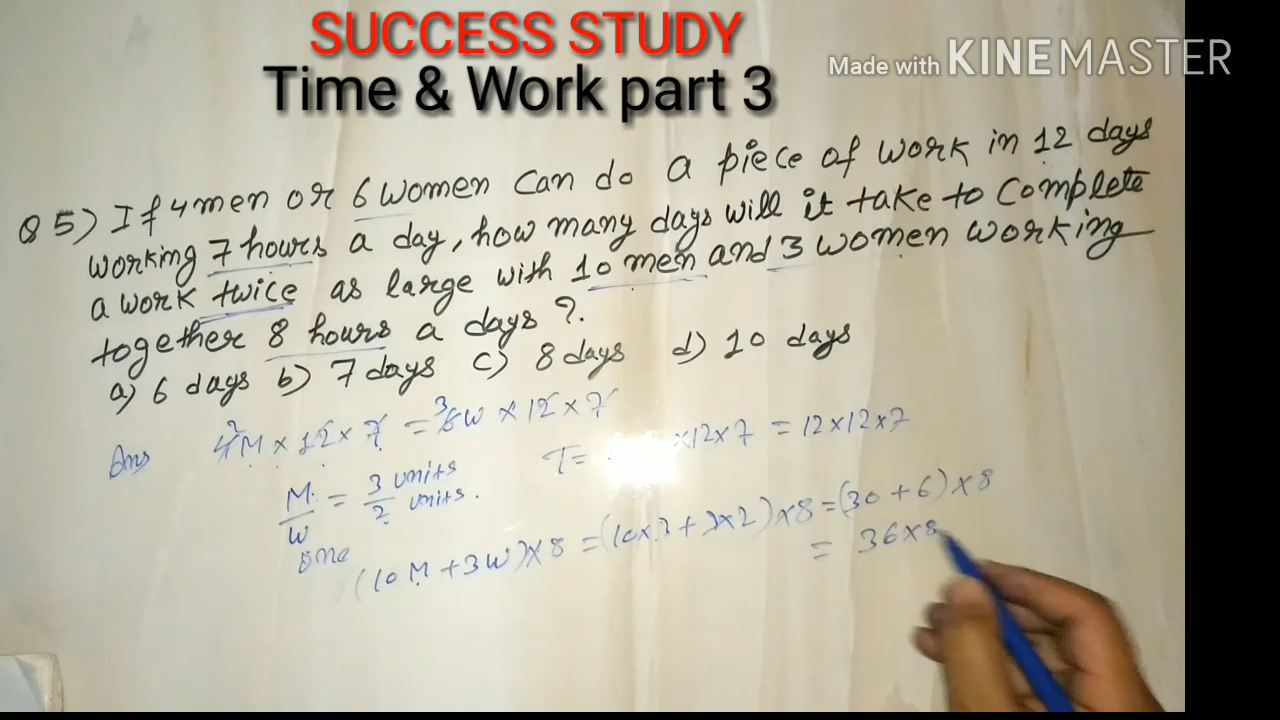 SUCCESS STUDY
Time & Work part 3
Made with KINEMASTER
Q 5) If 4 men or 6 women can do a piece of work in 12 days
working 7 hours a day, how many days will it take to complete
a work twice as large with 10 men and 3 women working
together 8 hours a days ?.
a) 6 days b) 7 days c) 8 days d) 10 days
Ans 2 4M × 12 × 7 = 3 6W × 12 × 7
M/W = 3 units/2 units.
T= ×12×7 = 12×12×7
one
(10M + 3W)×8 = (10×3 + 3×2)×8 = (30+6)×8
= 36×8